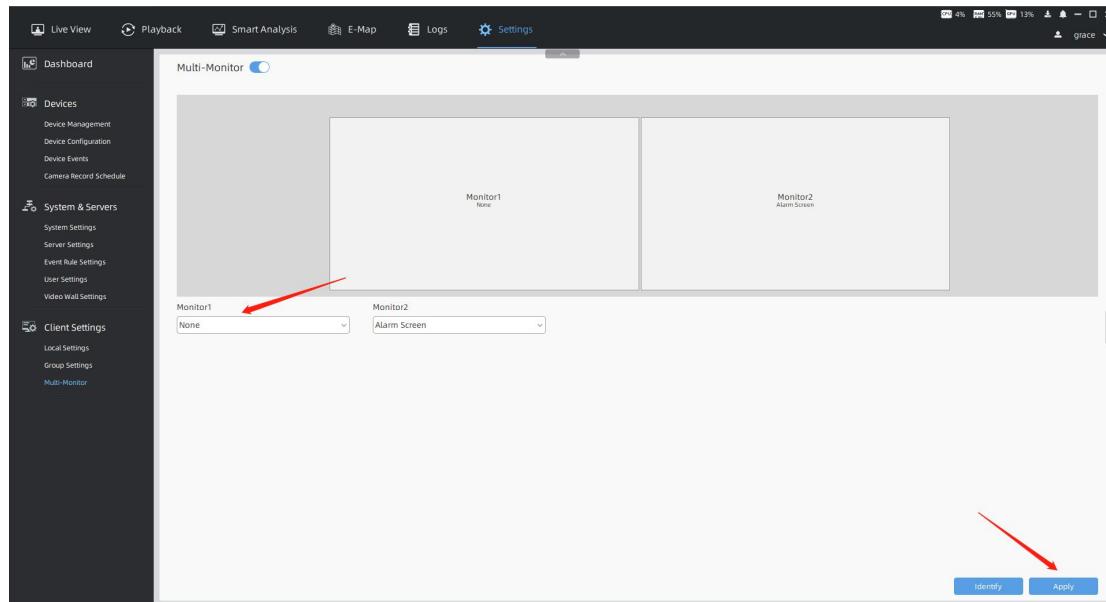 CPU 4% RAM 55% GPU 13%
Live View Playback Smart Analysis E-Map Logs Settings
grace
Dashboard
Multi-Monitor
Devices
Device Management
Device Configuration
Device Events
Camera Record Schedule
System & Servers
System Settings
Server Settings
Event Rule Settings
User Settings
Video Wall Settings
Client Settings
Local Settings
Group Settings
Multi-Monitor
Monitor1
None
Monitor2
Alarm Screen
Monitor1 Monitor2
None Alarm Screen
Identify Apply